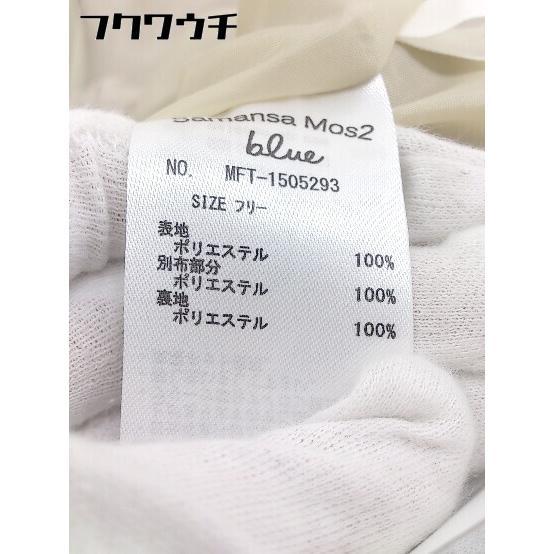 フクワウチ
Samansa Mos2
blue
NO. MFT-1505293
SIZE フリー
表地
ポリエステル 100%
別布部分
ポリエステル 100%
裏地
ポリエステル 100%